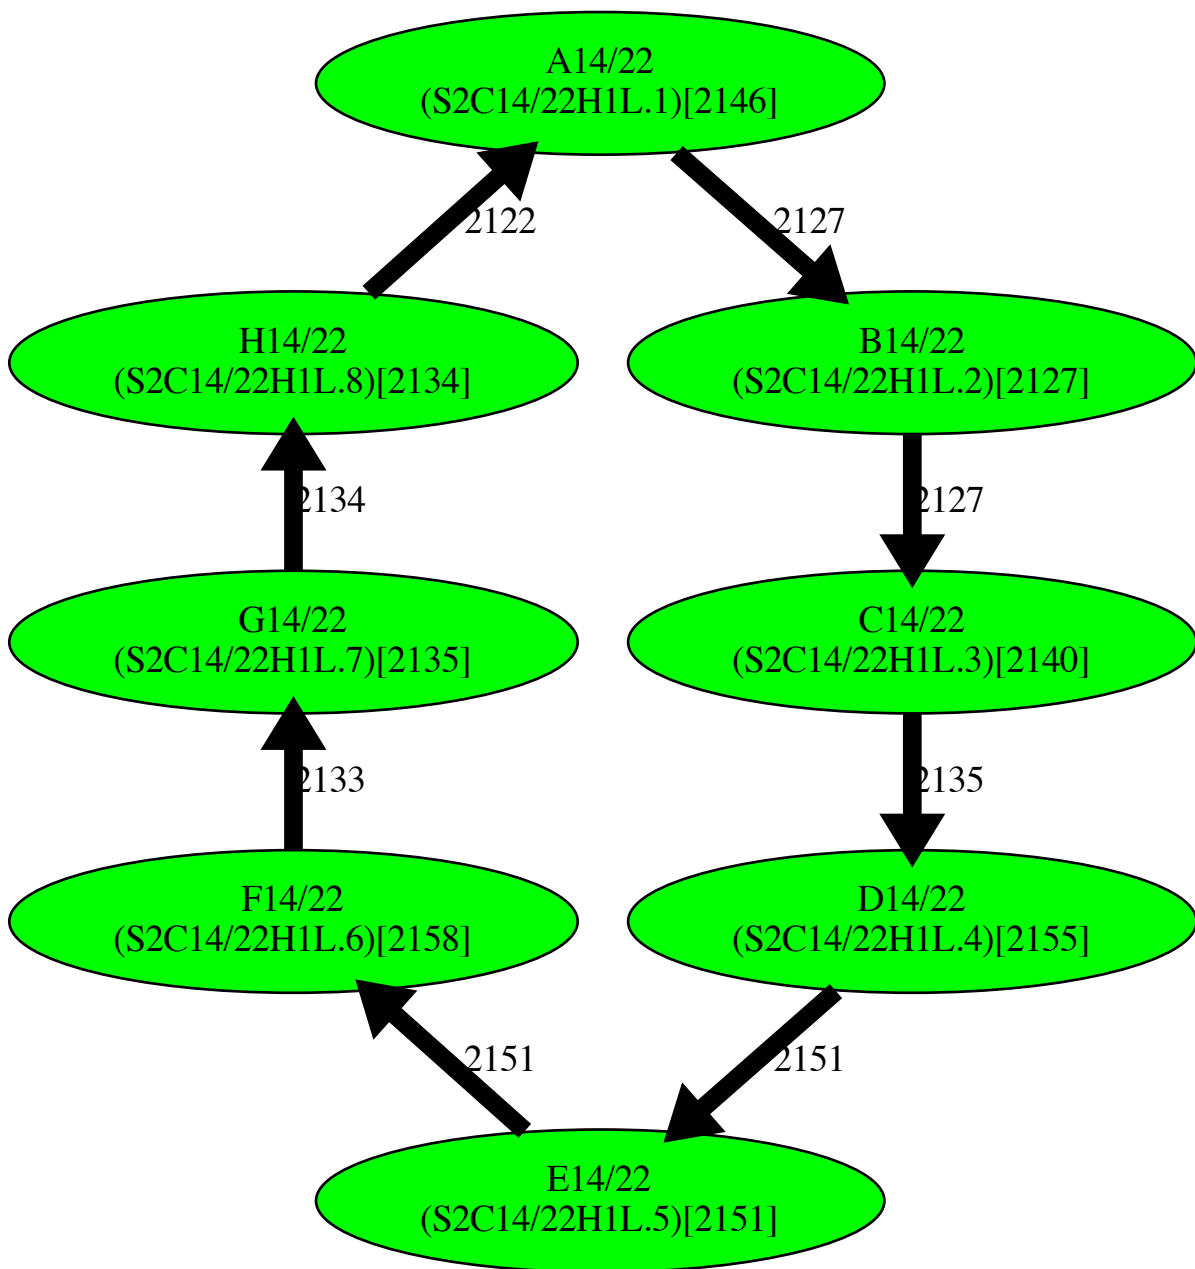 A14/22
(S2C14/22H1L.1)[2146]
2122
2127
H14/22
(S2C14/22H1L.8)[2134]
B14/22
(S2C14/22H1L.2)[2127]
2134
2127
G14/22
(S2C14/22H1L.7)[2135]
C14/22
(S2C14/22H1L.3)[2140]
2133
2135
F14/22
(S2C14/22H1L.6)[2158]
D14/22
(S2C14/22H1L.4)[2155]
2151
2151
E14/22
(S2C14/22H1L.5)[2151]